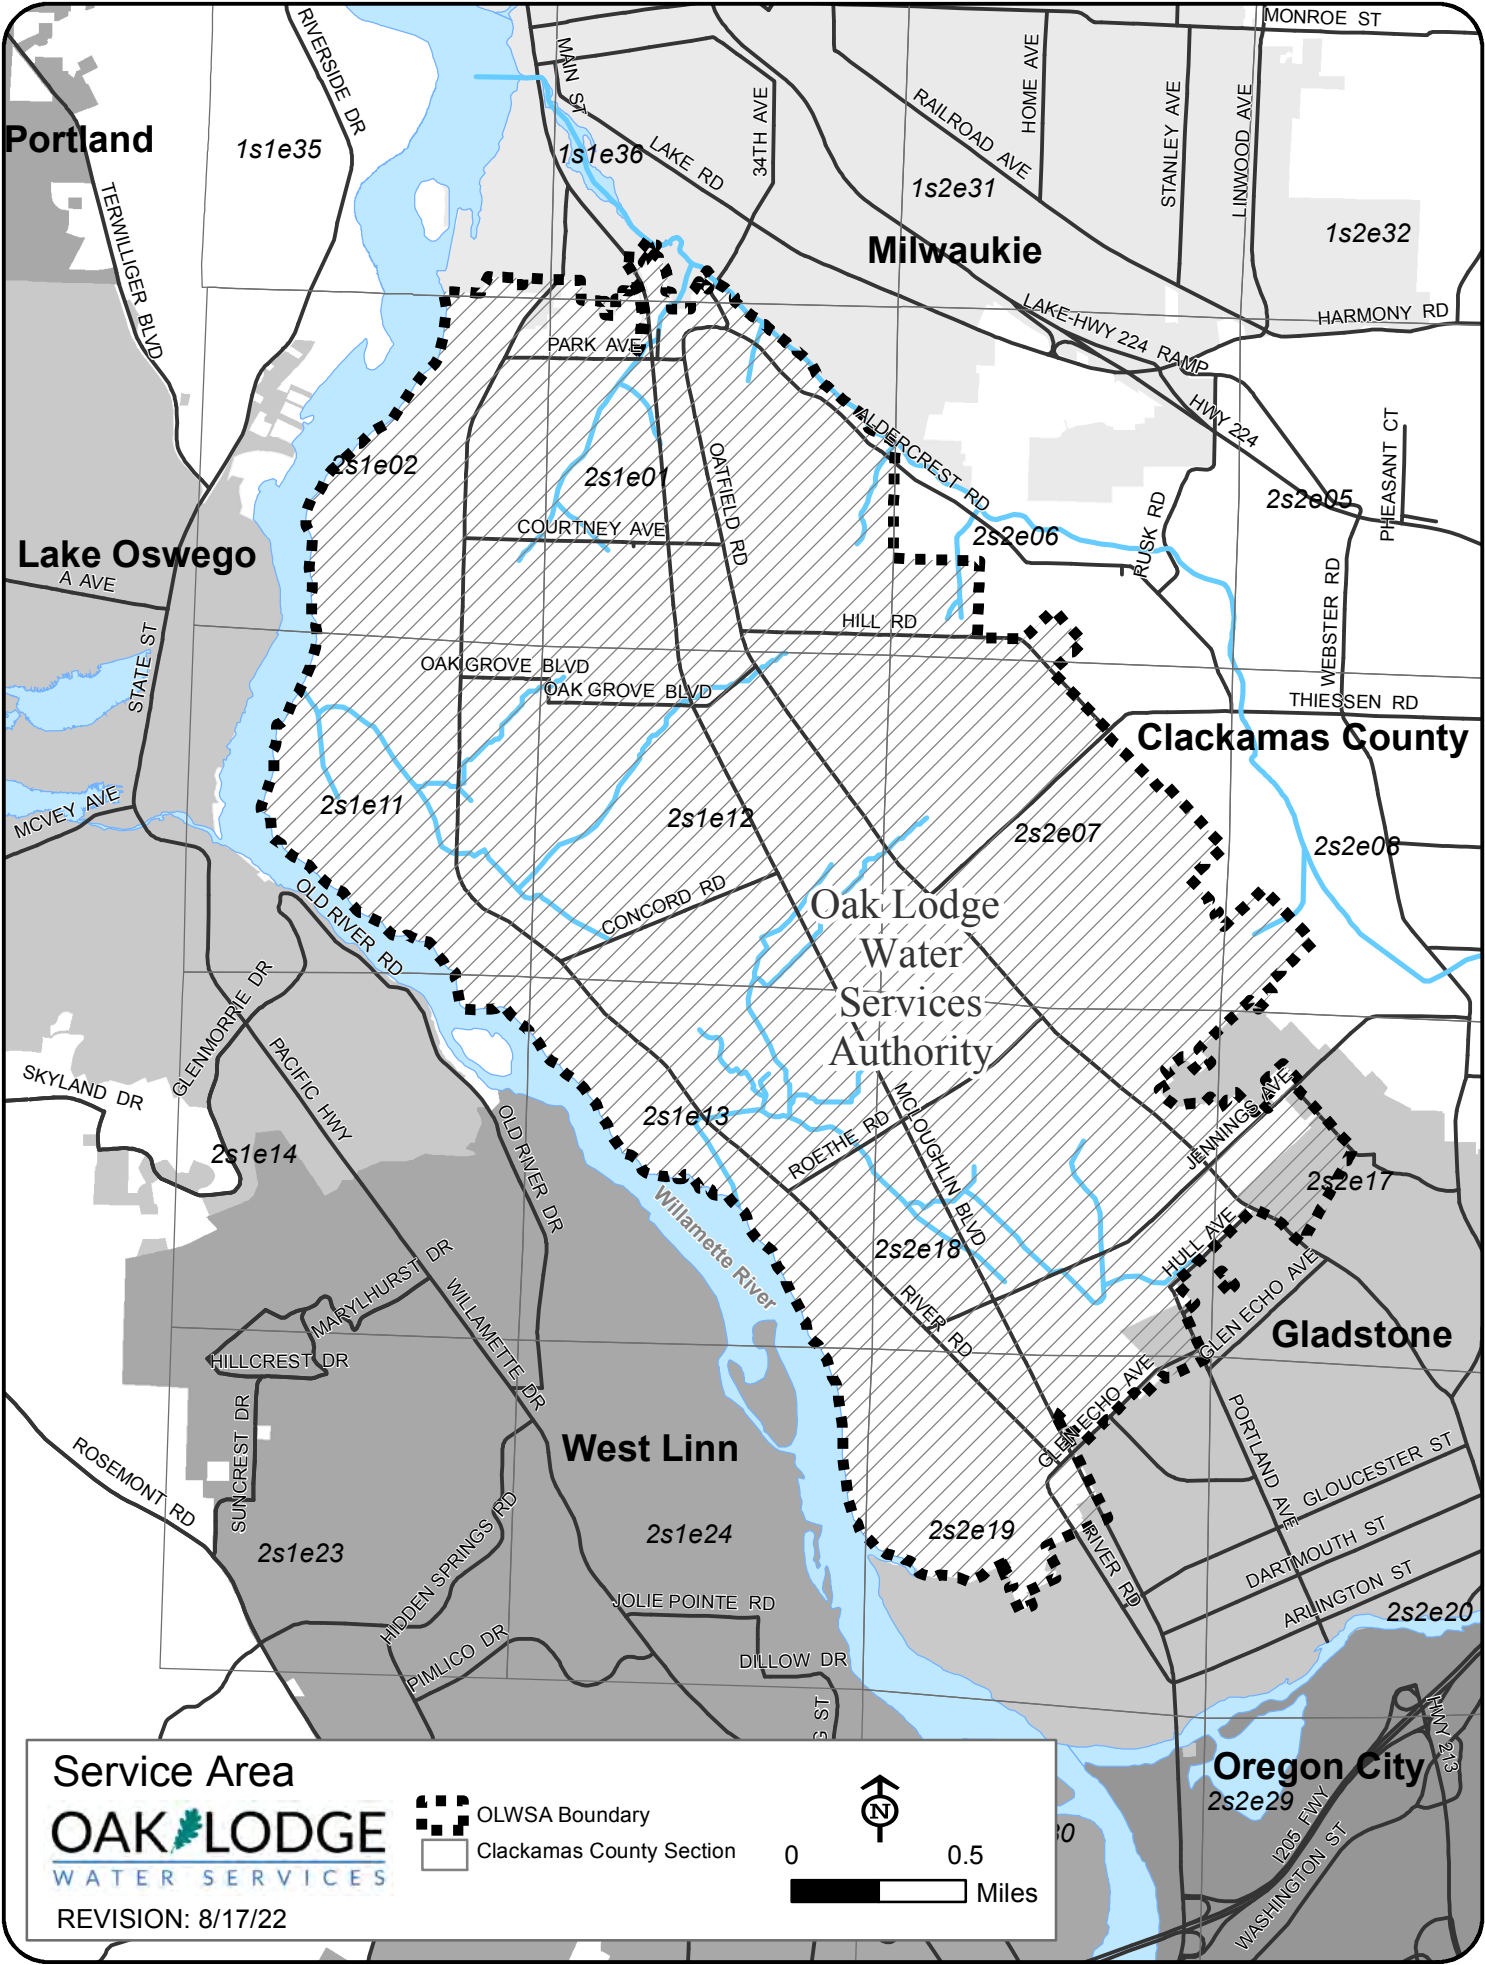 MONROE ST
RIVERSIDE DR
MAIN ST
HOME AVE
RAILROAD AVE
STANLEY AVE
LINWOOD AVE
34TH AVE
Portland
1s1e35
1s1e36
LAKE RD
1s2e31
1s2e32
Milwaukie
TERWILLIGER BLVD
LAKE-HWY 224 RAMP
HARMONY RD
PARK AVE
HWY 224
ALDERCREST RD
PHEASANT CT
2s1e02
2s1e01
OATFIELD RD
2s2e05
COURTNEY AVE
2s2e06
RUSK RD
Lake Oswego
A AVE
WEBSTER RD
STATE ST
HILL RD
OAK GROVE BLVD
OAK GROVE BLVD
THIESSEN RD
Clackamas County
MCVEY AVE
2s1e11
2s1e12
2s2e07
2s2e08
OLD RIVER RD
CONCORD RD
Oak Lodge
Water
Services
Authority
GLENMORRIE DR
PACIFIC HWY
SKYLAND DR
OLD RIVER DR
2s1e13
MCLOUGHLIN BLVD
ROETHE RD
JENNINGS AVE
2s1e14
2s2e17
Willamette River
2s2e18
HULL AVE
MARYLHURST DR
WILLAMETTE DR
RIVER RD
GLEN ECHO AVE
Gladstone
HILLCREST DR
SUNCREST DR
GLEN ECHO AVE
PORTLAND AVE
West Linn
ROSEMONT RD
HIDDEN SPRINGS RD
GLOUCESTER ST
2s1e23
2s1e24
2s2e19
RIVER RD
DARTMOUTH ST
ARLINGTON ST
JOLIE POINTE RD
2s2e20
PIMLICO DR
DILLOW DR
G ST
HWY 213
Oregon City
2s2e29
30
I205 FWY
WASHINGTON ST
Service Area
OAK LODGE
WATER SERVICES
REVISION: 8/17/22
OLWSA Boundary
Clackamas County Section
N
0 0.5
Miles